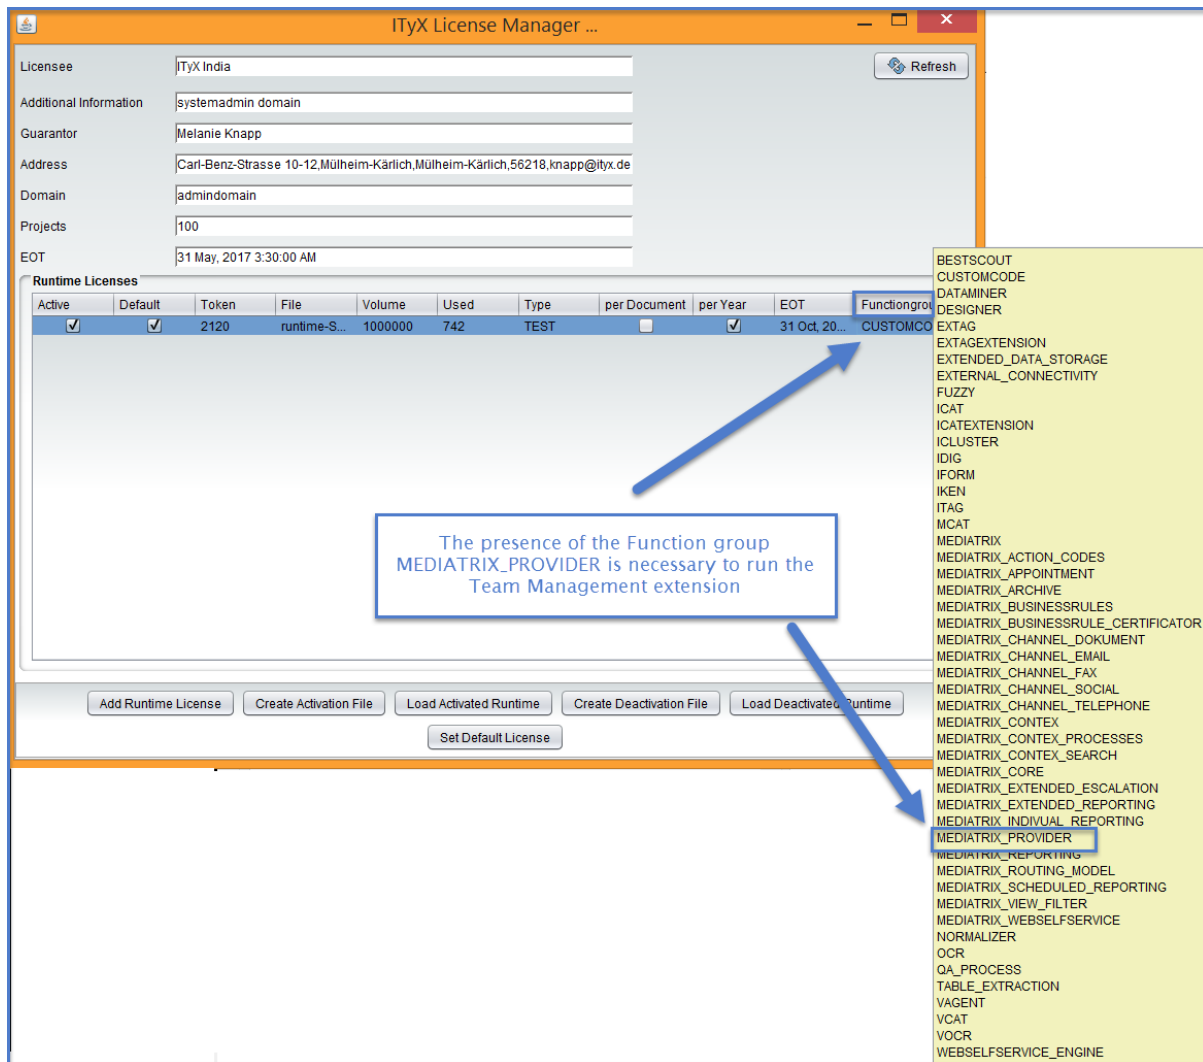 ITyX License Manager ...
Licensee
ITyX India
Refresh
Additional Information
systemadmin domain
Guarantor
Melanie Knapp
Address
Carl-Benz-Strasse 10-12,Mülheim-Kärlich,Mülheim-Kärlich,56218,knapp@ityx.de
Domain
admindomain
Projects
100
EOT
31 May, 2017 3:30:00 AM
Runtime Licenses
Active Default Token File Volume Used Type per Document per Year EOT Functiongrou
2120 runtime-S... 1000000 742 TEST 31 Oct, 20... CUSTOMCO
The presence of the Function group
MEDIATRIX_PROVIDER is necessary to run the
Team Management extension
Add Runtime License
Create Activation File
Load Activated Runtime
Create Deactivation File
Load Deactivated Runtime
Set Default License
BESTSCOUT
CUSTOMCODE
DATAMINER
DESIGNER
EXTAG
EXTAGEXTENSION
EXTENDED_DATA_STORAGE
EXTERNAL_CONNECTIVITY
FUZZY
ICAT
ICATEXTENSION
ICLUSTER
IDIG
IFORM
IKEN
ITAG
MCAT
MEDIATRIX
MEDIATRIX_ACTION_CODES
MEDIATRIX_APPOINTMENT
MEDIATRIX_ARCHIVE
MEDIATRIX_BUSINESSRULES
MEDIATRIX_BUSINESSRULE_CERTIFICATOR
MEDIATRIX_CHANNEL_DOKUMENT
MEDIATRIX_CHANNEL_EMAIL
MEDIATRIX_CHANNEL_FAX
MEDIATRIX_CHANNEL_SOCIAL
MEDIATRIX_CHANNEL_TELEPHONE
MEDIATRIX_CONTEX
MEDIATRIX_CONTEX_PROCESSES
MEDIATRIX_CONTEX_SEARCH
MEDIATRIX_CORE
MEDIATRIX_EXTENDED_ESCALATION
MEDIATRIX_EXTENDED_REPORTING
MEDIATRIX_INDIVUAL_REPORTING
MEDIATRIX_PROVIDER
MEDIATRIX_REPORTING
MEDIATRIX_ROUTING_MODEL
MEDIATRIX_SCHEDULED_REPORTING
MEDIATRIX_VIEW_FILTER
MEDIATRIX_WEBSELFSERVICE
NORMALIZER
OCR
QA_PROCESS
TABLE_EXTRACTION
VAGENT
VCAT
VOCR
WEBSELFSERVICE_ENGINE